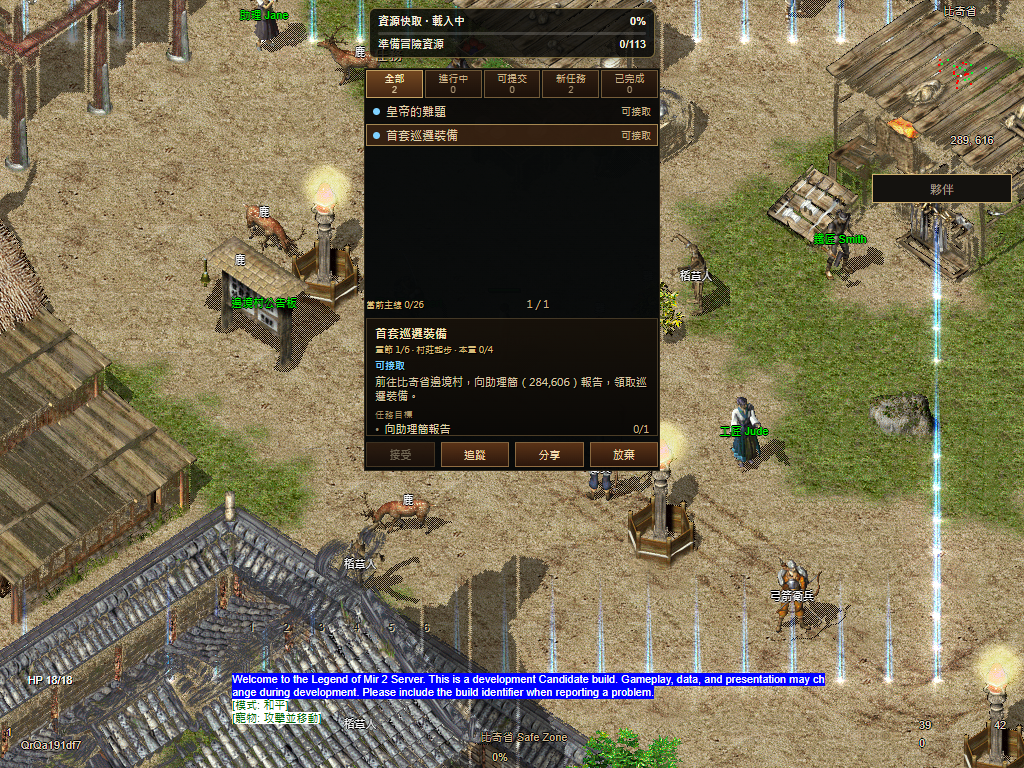 助理 Jane
資源快取 · 載入中
0%
準備冒險資源
0/113
比奇省
鹿
全部
2
進行中
0
可提交
0
新任務
2
已完成
0
皇帝的難題
可接取
首套巡邏裝備
可接取
289, 616
夥伴
鹿
鹿
鐵匠 Smith
稻草人
邊境村公告板
當前主線 0/26
1 / 1
首套巡邏裝備
章節 1/6 · 村莊起步 · 本章 0/4
可接取
前往比奇省邊境村，向助理簡（284,606）報告，領取巡
邏裝備。
任務目標
• 向助理簡報告
0/1
工匠 Jude
接受
追蹤
分享
放棄
鹿
稻草人
弓箭衛兵
1 2 3 4 5 6
HP 18/18
Welcome to the Legend of Mir 2 Server. This is a development Candidate build. Gameplay, data, and presentation may ch
ange during development. Please include the build identifier when reporting a problem.
[模式: 和平]
[寵物: 攻擊並移動]
稻草人
39
42
-1
QrQa191df7
比奇省 Safe Zone
0
0%